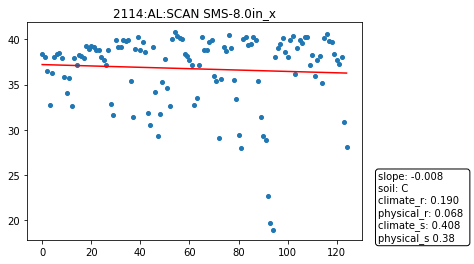 2114:AL:SCAN SMS-8.0in_x
40
35
30
25
20
0
20
40
60
80
100
120
slope: -0.008
soil: C
climate_r: 0.190
physical_r: 0.068
climate_s: 0.408
physical_s 0.38